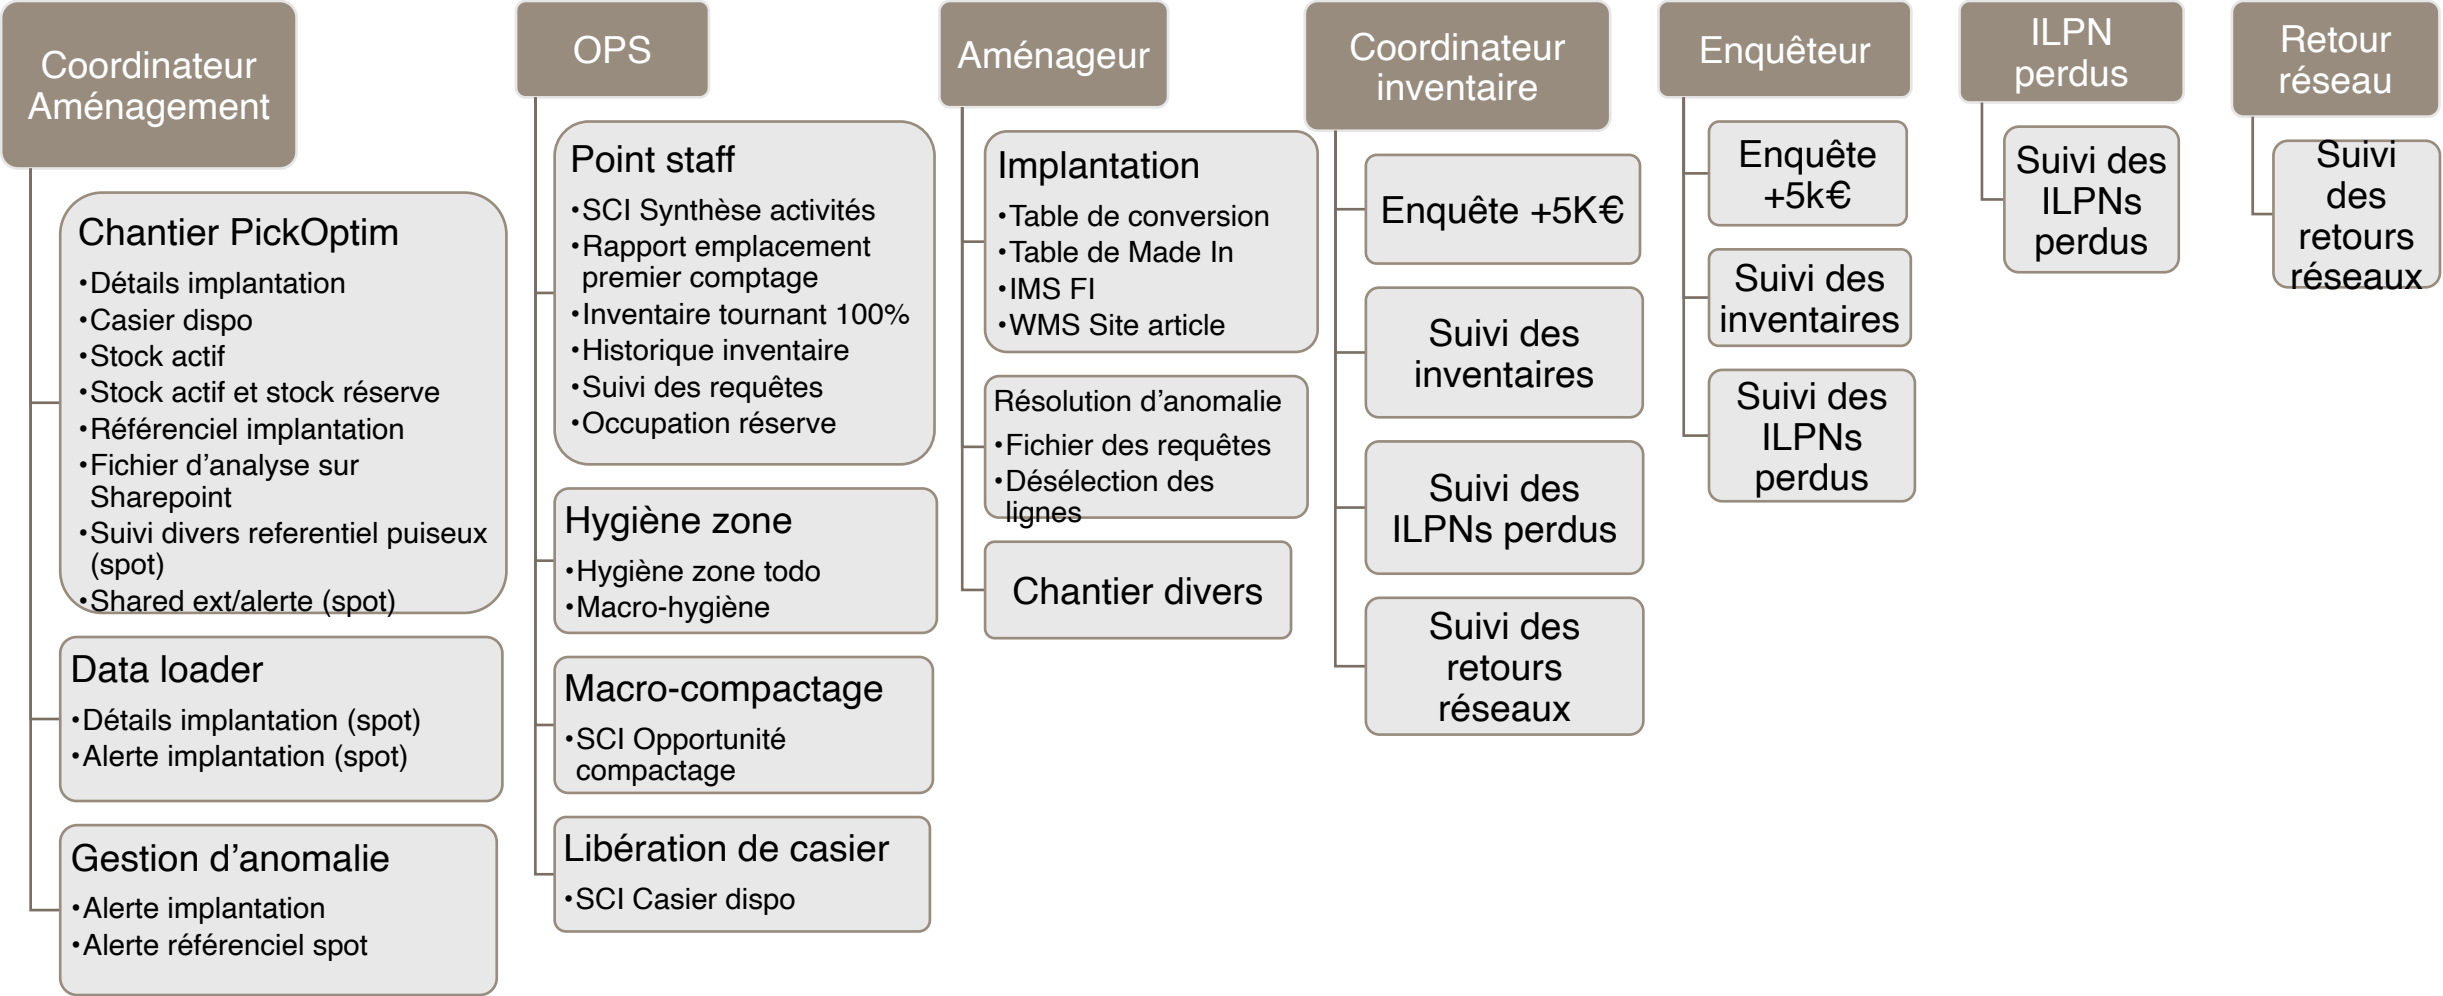 Coordinateur
Aménagement
Chantier PickOptim
•Détails implantation
•Casier dispo
•Stock actif
•Stock actif et stock réserve
•Référenciel implantation
•Fichier d’analyse sur
Sharepoint
•Suivi divers referentiel puiseux
(spot)
•Shared ext/alerte (spot)
Data loader
•Détails implantation (spot)
•Alerte implantation (spot)
Gestion d’anomalie
•Alerte implantation
•Alerte référenciel spot
OPS
Point staff
•SCI Synthèse activités
•Rapport emplacement
premier comptage
•Inventaire tournant 100%
•Historique inventaire
•Suivi des requêtes
•Occupation réserve
Hygiène zone
•Hygiène zone todo
•Macro-hygiène
Macro-compactage
•SCI Opportunité
compactage
Libération de casier
•SCI Casier dispo
Aménageur
Implantation
•Table de conversion
•Table de Made In
•IMS FI
•WMS Site article
Résolution d’anomalie
•Fichier des requêtes
•Désélection des
lignes
Chantier divers
Coordinateur
inventaire
Enquête +5K€
Suivi des
inventaires
Suivi des
ILPNs perdus
Suivi des
retours
réseaux
Enquêteur
Enquête
+5k€
Suivi des
inventaires
Suivi des
ILPNs
perdus
ILPN
perdus
Suivi des
ILPNs
perdus
Retour
réseau
Suivi
des
retours
réseaux